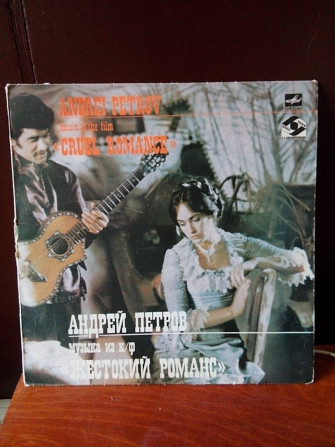 ANDREI PETROV
music to the film
«CRUEL ROMANCE»
АНДРЕЙ ПЕТРОВ
МУЗЫКА ИЗ К/Ф
«ЖЕСТОКИЙ РОМАНС»